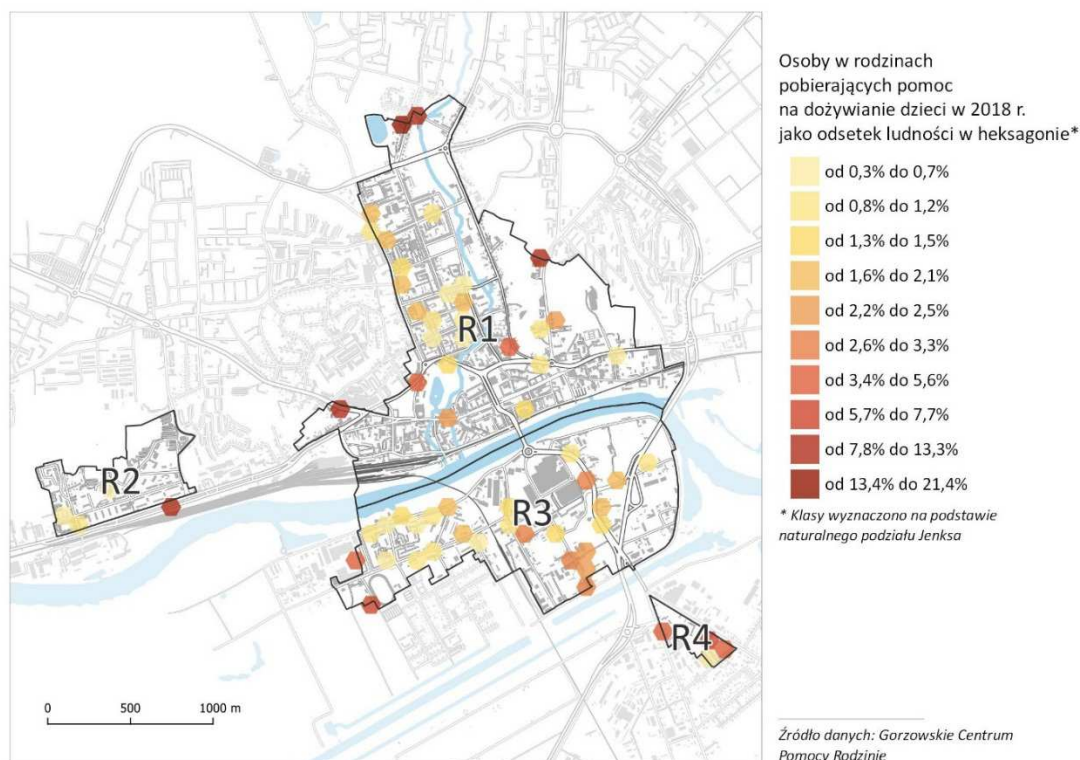 Osoby w rodzinach
pobierających pomoc
na dożywianie dzieci w 2018 r.
jako odsetek ludności w heksagonie*
od 0,3% do 0,7%
od 0,8% do 1,2%
od 1,3% do 1,5%
od 1,6% do 2,1%
od 2,2% do 2,5%
od 2,6% do 3,3%
od 3,4% do 5,6%
od 5,7% do 7,7%
od 7,8% do 13,3%
od 13,4% do 21,4%
* Klasy wyznaczono na podstawie
naturalnego podziału Jenksa
R1
R2
R3
R4
0 500 1000 m
Źródło danych: Gorzowskie Centrum
Pomocy Rodzinie